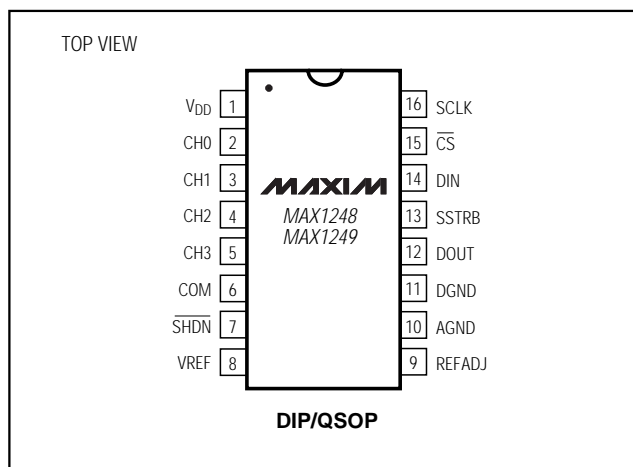 TOP VIEW
VDD 1
CH0 2
CH1 3
CH2 4
CH3 5
COM 6
SHDN 7
VREF 8
MAXIM
MAX1248
MAX1249
16 SCLK
15 CS
14 DIN
13 SSTRB
12 DOUT
11 DGND
10 AGND
9 REFADJ
DIP/QSOP